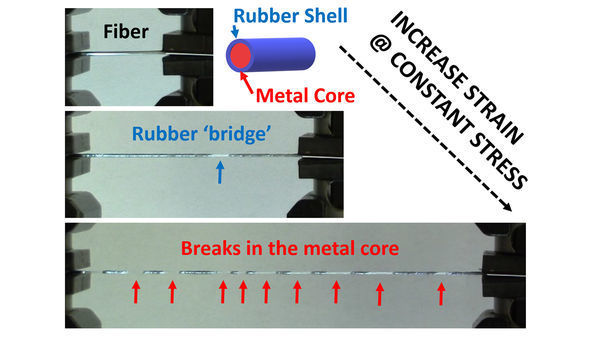 Fiber
Rubber Shell
Metal Core
INCREASE STRAIN
@ CONSTANT STRESS
Rubber ‘bridge’
Breaks in the metal core